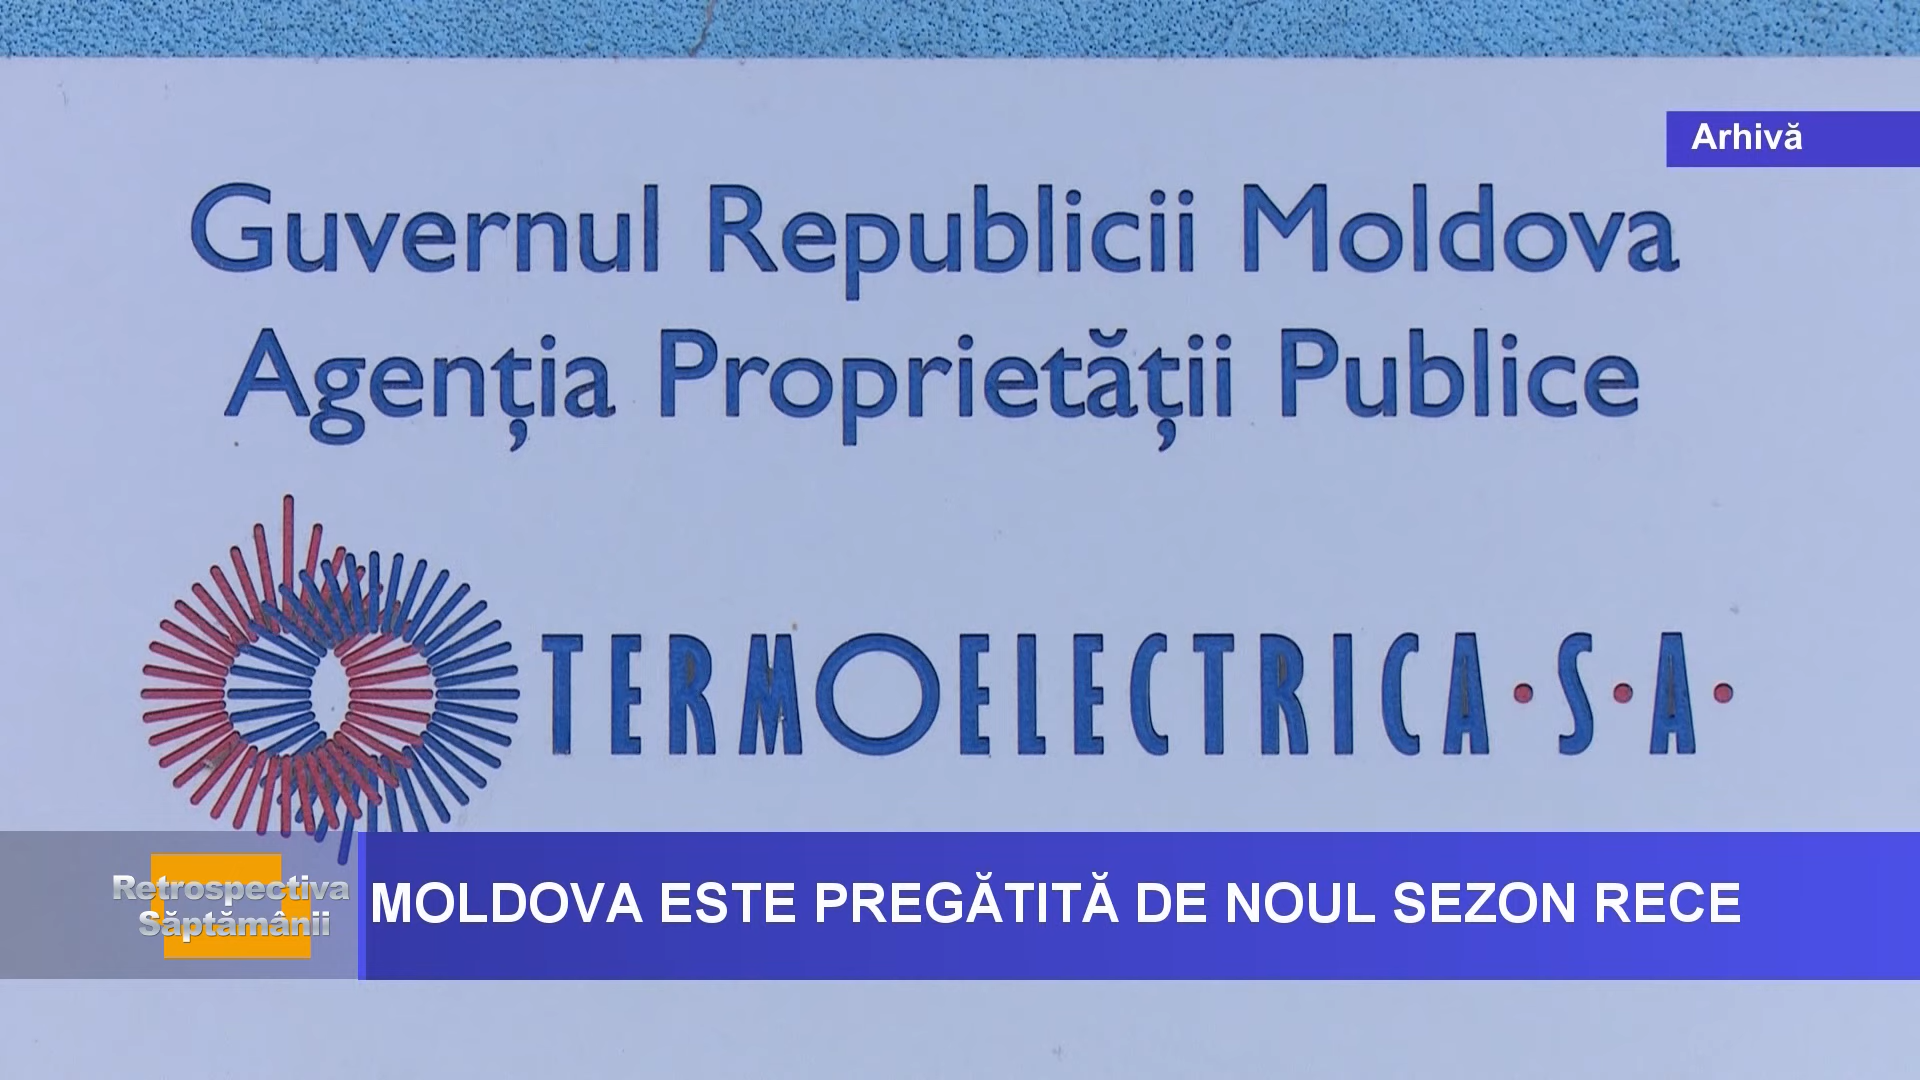 Arhivă
Guvernul Republicii Moldova
Agenția Proprietății Publice
TERMOELECTRICA·S·A·
Retrospectiva
Săptămânii
MOLDOVA ESTE PREGĂTITĂ DE NOUL SEZON RECE